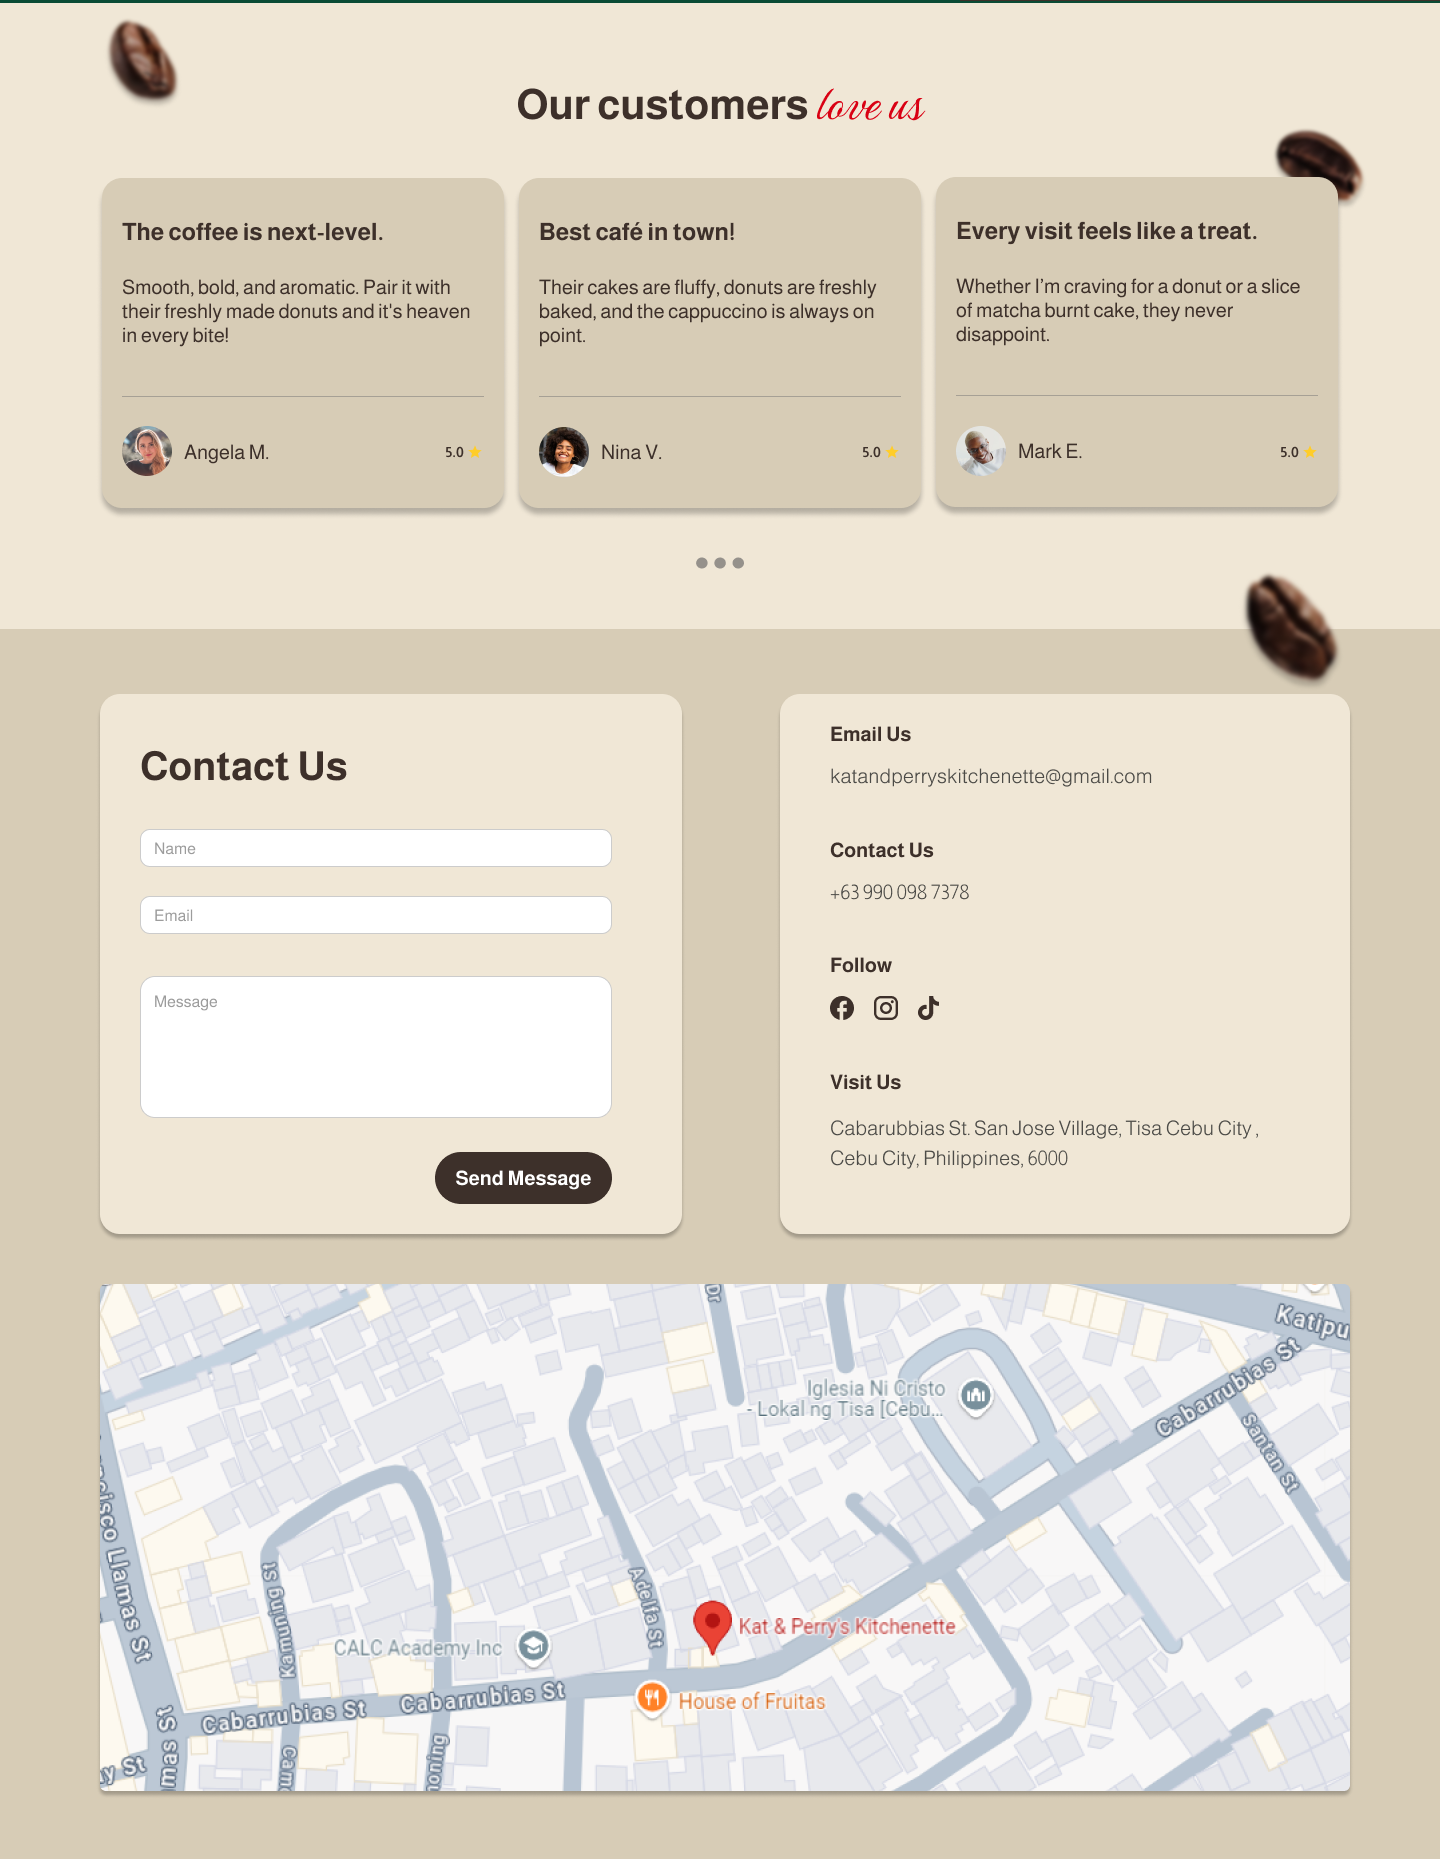 Our customers love us
The coffee is next-level.
Smooth, bold, and aromatic. Pair it with
their freshly made donuts and it's heaven
in every bite!
Angela M.
5.0
Best café in town!
Their cakes are fluffy, donuts are freshly
baked, and the cappuccino is always on
point.
Nina V.
5.0
Every visit feels like a treat.
Whether I’m craving for a donut or a slice
of matcha burnt cake, they never
disappoint.
Mark E.
5.0
Contact Us
Name
Email
Message
Send Message
Email Us
katandperryskitchenette@gmail.com
Contact Us
+63 990 098 7378
Follow
Visit Us
Cabarubbias St. San Jose Village, Tisa Cebu City ,
Cebu City, Philippines, 6000
Dr
Katipu
Cabarrubias St
Iglesia Ni Cristo
- Lokal ng Tisa [Cebu...
Santan St
cisco Llamas St
Kamuning St
Adelfa St
Kat & Perry's Kitchenette
CALC Academy Inc
House of Fruitas
Cabarrubias St
Cabarrubias St
mas St
y St
Camo
oning